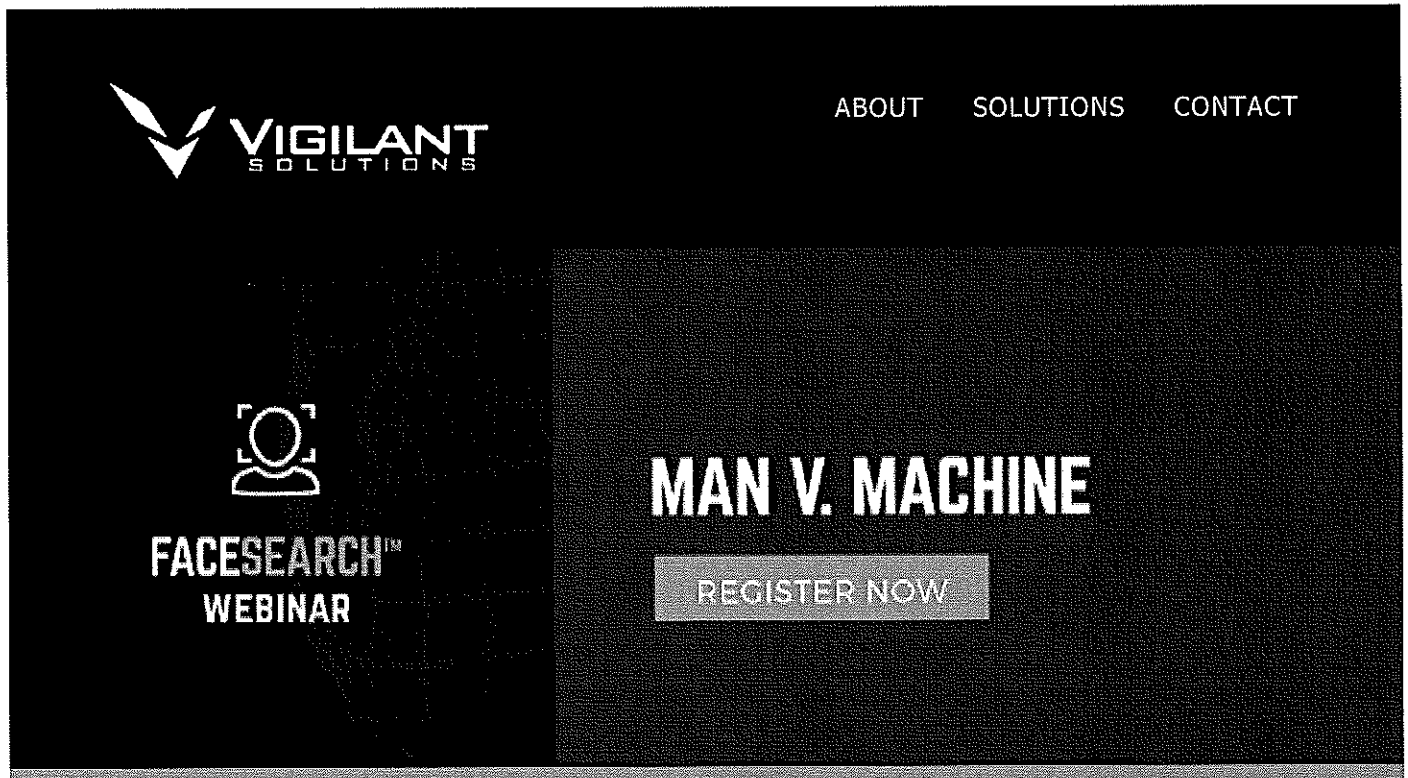 VIGILANT
SOLUTIONS
ABOUT SOLUTIONS CONTACT
FACESEARCH™
WEBINAR
MAN V. MACHINE
REGISTER NOW